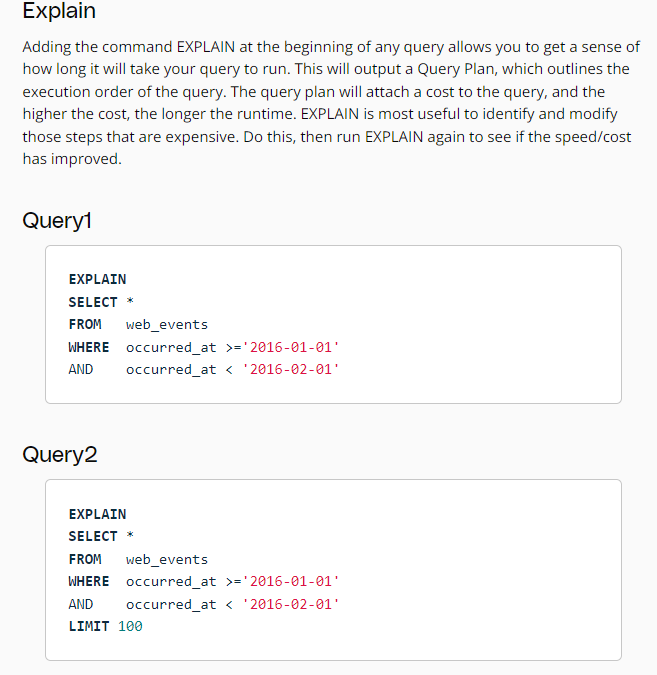 Explain
Adding the command EXPLAIN at the beginning of any query allows you to get a sense of
how long it will take your query to run. This will output a Query Plan, which outlines the
execution order of the query. The query plan will attach a cost to the query, and the
higher the cost, the longer the runtime. EXPLAIN is most useful to identify and modify
those steps that are expensive. Do this, then run EXPLAIN again to see if the speed/cost
has improved.
Query1
EXPLAIN
SELECT *
FROM   web_events
WHERE  occurred_at >='2016-01-01'
AND    occurred_at < '2016-02-01'
Query2
EXPLAIN
SELECT *
FROM   web_events
WHERE  occurred_at >='2016-01-01'
AND    occurred_at < '2016-02-01'
LIMIT 100